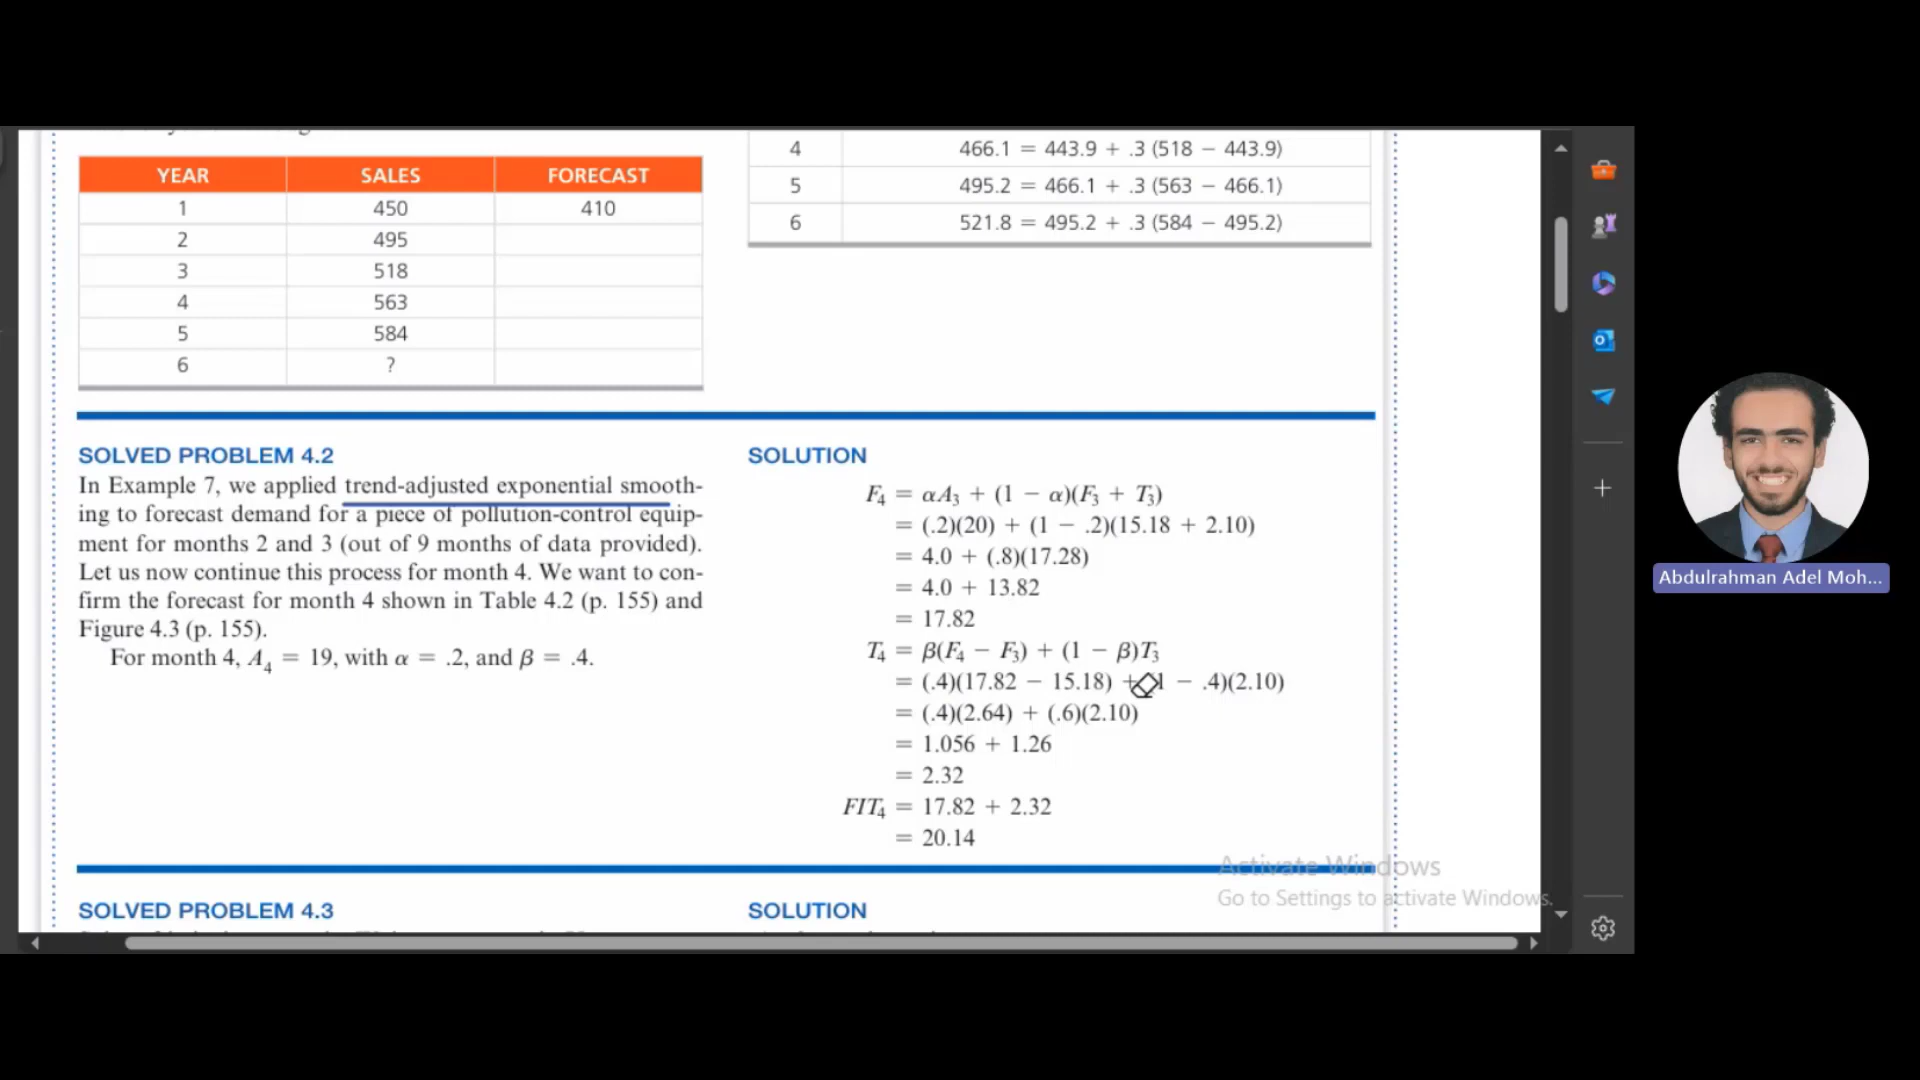 YEAR SALES FORECAST
1 450 410
2 495
3 518
4 563
5 584
6 ?
4 466.1 = 443.9 + .3 (518 − 443.9)
5 495.2 = 466.1 + .3 (563 − 466.1)
6 521.8 = 495.2 + .3 (584 − 495.2)
SOLVED PROBLEM 4.2
In Example 7, we applied trend-adjusted exponential smooth-
ing to forecast demand for a piece of pollution-control equip-
ment for months 2 and 3 (out of 9 months of data provided).
Let us now continue this process for month 4. We want to con-
firm the forecast for month 4 shown in Table 4.2 (p. 155) and
Figure 4.3 (p. 155).
For month 4, A₄ = 19, with α = .2, and β = .4.
SOLUTION
F₄ = αA₃ + (1 − α)(F₃ + T₃)
= (.2)(20) + (1 − .2)(15.18 + 2.10)
= 4.0 + (.8)(17.28)
= 4.0 + 13.82
= 17.82
T₄ = β(F₄ − F₃) + (1 − β)T₃
= (.4)(17.82 − 15.18) + 1 − .4)(2.10)
= (.4)(2.64) + (.6)(2.10)
= 1.056 + 1.26
= 2.32
FIT₄ = 17.82 + 2.32
= 20.14
SOLVED PROBLEM 4.3
SOLUTION
Activate Windows
Go to Settings to activate Windows.
Abdulrahman Adel Moh...